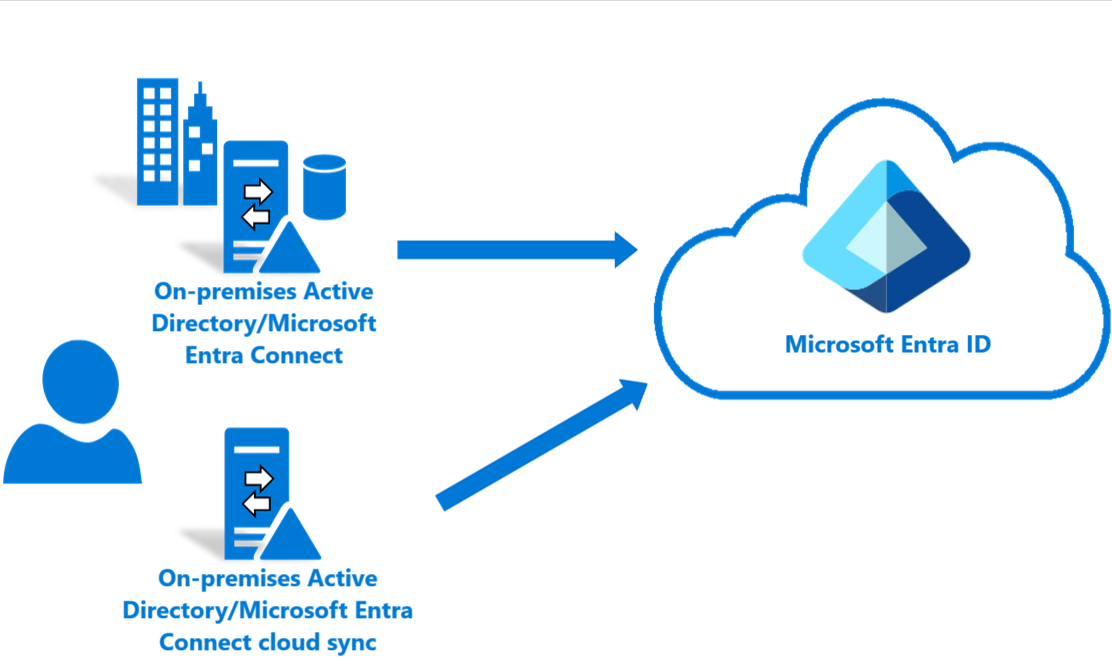 On-premises Active
Directory/Microsoft
Entra Connect
Microsoft Entra ID
On-premises Active
Directory/Microsoft Entra
Connect cloud sync